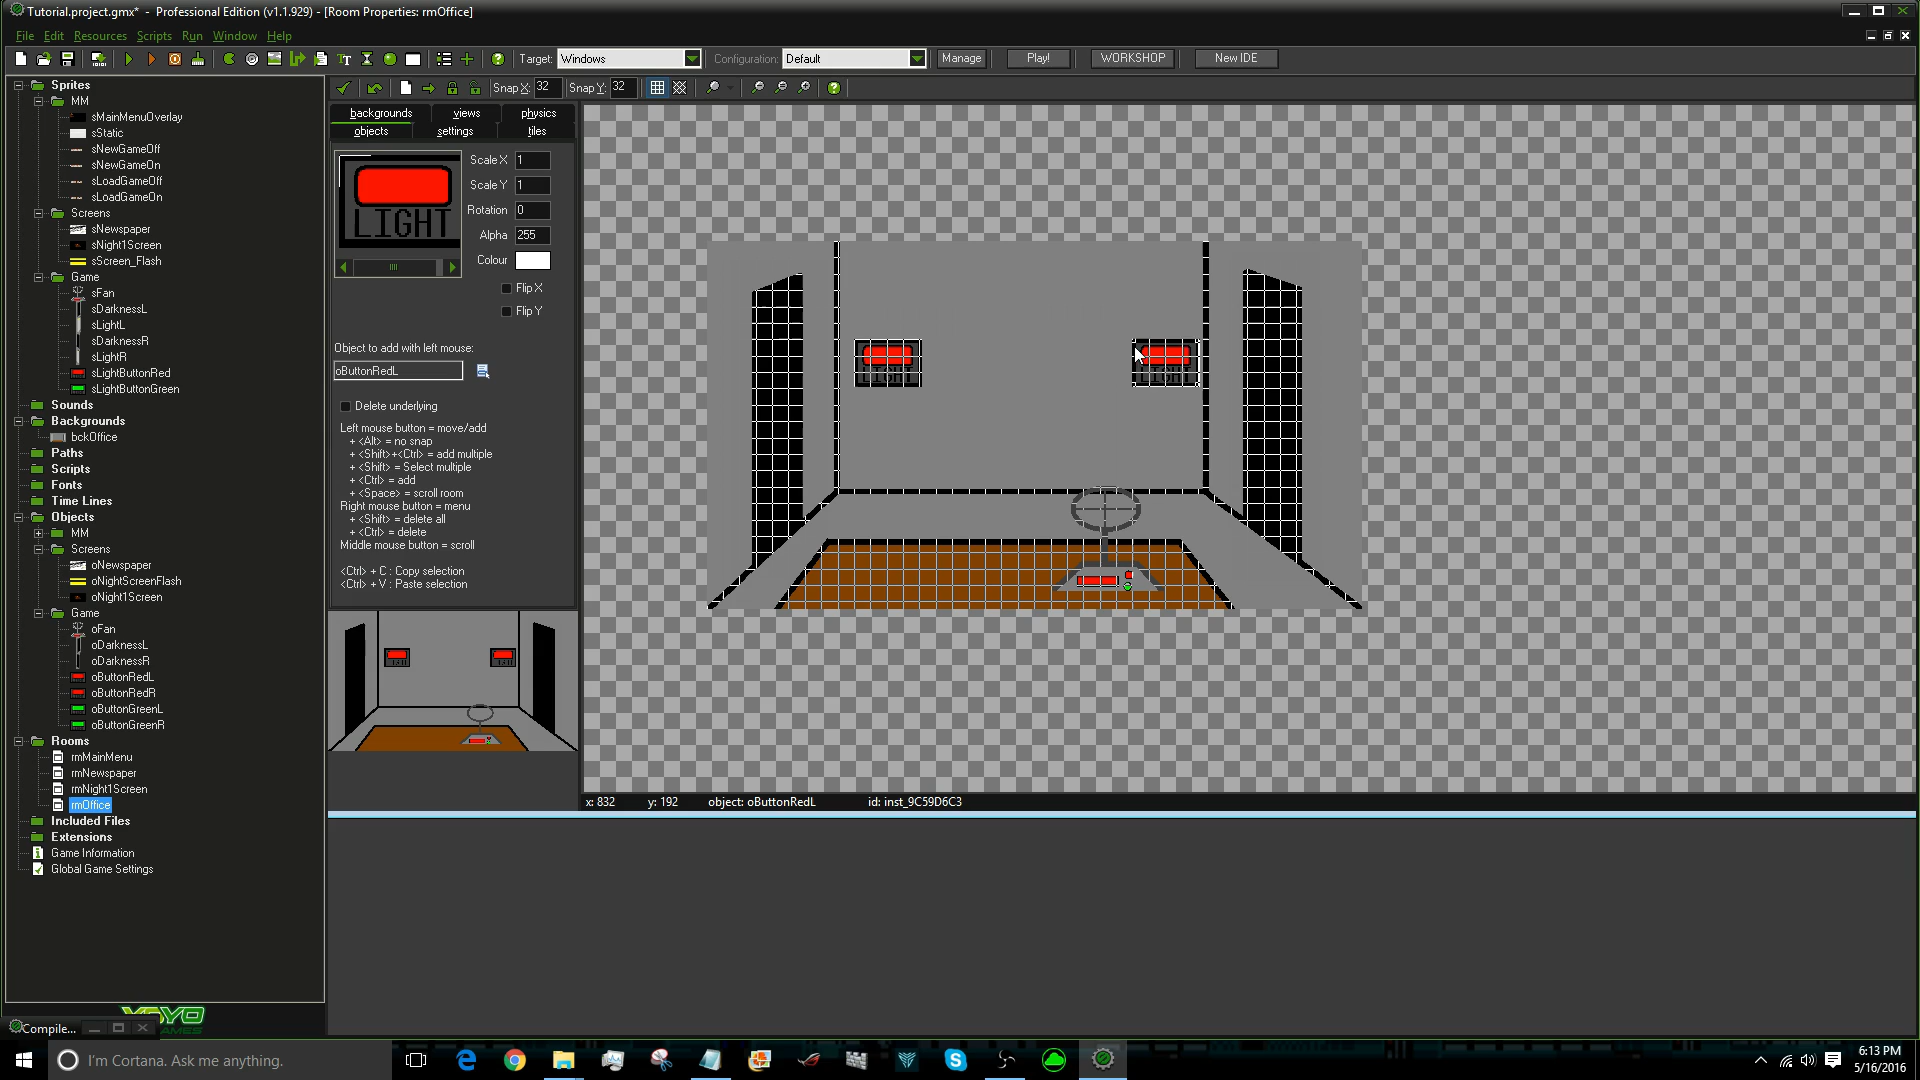 Tutorial.project.gmx* - Professional Edition (v1.1.929) - [Room Properties: rmOffice]
File Edit Resources Scripts Run Window Help
Target: Windows Configuration: Default Manage Play! WORKSHOP New IDE
Snap X: 32 Snap Y: 32
Sprites
MM
sMainMenuOverlay
sStatic
sNewGameOff
sNewGameOn
sLoadGameOff
sLoadGameOn
Screens
sNewspaper
sNight1Screen
sScreen_Flash
Game
sFan
sDarknessL
sLightL
sDarknessR
sLightR
sLightButtonRed
sLightButtonGreen
Sounds
Backgrounds
bckOffice
Paths
Scripts
Fonts
Time Lines
Objects
MM
Screens
oNewspaper
oNightScreenFlash
oNight1Screen
Game
oFan
oDarknessL
oDarknessR
oButtonRedL
oButtonRedR
oButtonGreenL
oButtonGreenR
Rooms
rmMainMenu
rmNewspaper
rmNight1Screen
rmOffice
Included Files
Extensions
Game Information
Global Game Settings
YOYO
GAMES
backgrounds views physics
objects settings tiles
LIGHT
Scale X 1
Scale Y 1
Rotation 0
Alpha 255
Colour
Flip X
Flip Y
Object to add with left mouse:
oButtonRedL
Delete underlying
Left mouse button = move/add
+ <Alt> = no snap
+ <Shift>+<Ctrl> = add multiple
+ <Shift> = Select multiple
+ <Ctrl> = add
+ <Space> = scroll room
Right mouse button = menu
+ <Shift> = delete all
+ <Ctrl> = delete
Middle mouse button = scroll
<Ctrl> + C : Copy selection
<Ctrl> + V : Paste selection
LIGHT
LIGHT
x: 832 y: 192 object: oButtonRedL id: inst_9C59D6C3
Compile...
I'm Cortana. Ask me anything.
6:13 PM
5/16/2016